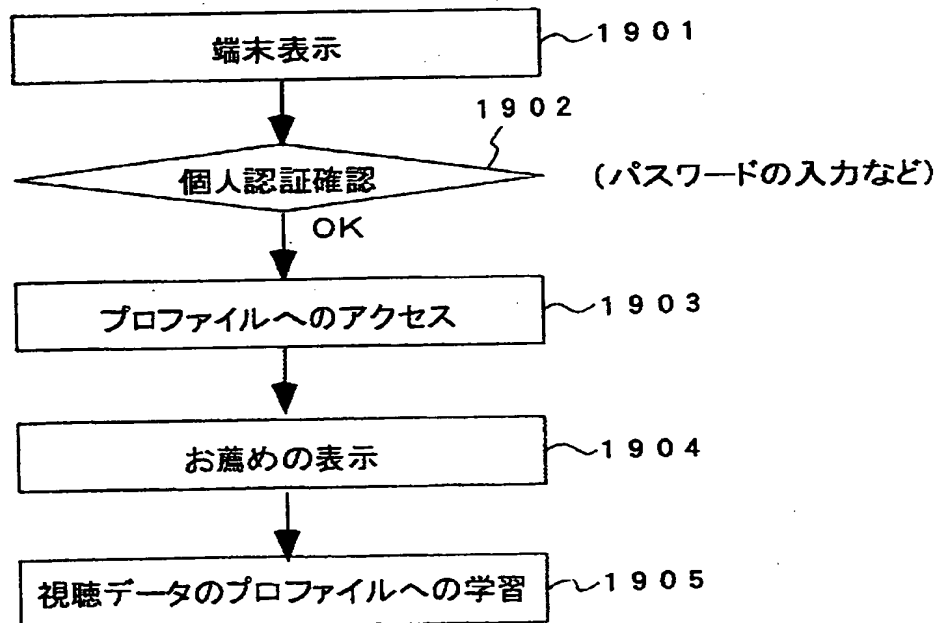 端末表示
1901
1902
個人認証確認
(パスワードの入力など)
OK
プロファイルへのアクセス
1903
お薦めの表示
1904
視聴データのプロファイルへの学習
1905